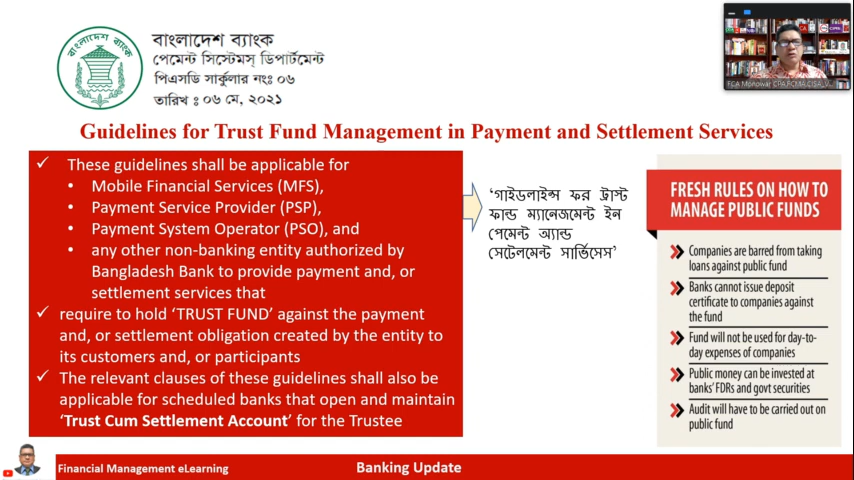 বাংলাদেশ ব্যাংক
বাংলাদেশ ব্যাংক
পেমেন্ট সিস্টেমস্ ডিপার্টমেন্ট
পিএসডি সার্কুলার নংঃ ০৬
তারিখ ঃ ০৬ মে, ২০২১
Guidelines for Trust Fund Management in Payment and Settlement Services
✓ These guidelines shall be applicable for
• Mobile Financial Services (MFS),
• Payment Service Provider (PSP),
• Payment System Operator (PSO), and
• any other non-banking entity authorized by
Bangladesh Bank to provide payment and, or
settlement services that
✓ require to hold ‘TRUST FUND’ against the payment
and, or settlement obligation created by the entity to
its customers and, or participants
✓ The relevant clauses of these guidelines shall also be
applicable for scheduled banks that open and maintain
‘Trust Cum Settlement Account’ for the Trustee
‘গাইডলাইন্স ফর ট্রাস্ট
ফান্ড ম্যানেজমেন্ট ইন
পেমেন্ট অ্যান্ড
সেটেলমেন্ট সার্ভিসেস’
FRESH RULES ON HOW TO
MANAGE PUBLIC FUNDS
Companies are barred from taking
loans against public fund
Banks cannot issue deposit
certificate to companies against
the fund
Fund will not be used for day-to-
day expenses of companies
Public money can be invested at
banks’ FDRs and govt securities
Audit will have to be carried out on
public fund
FCA Monowar CPA,FCMA,CISA
Financial Management eLearning
Banking Update